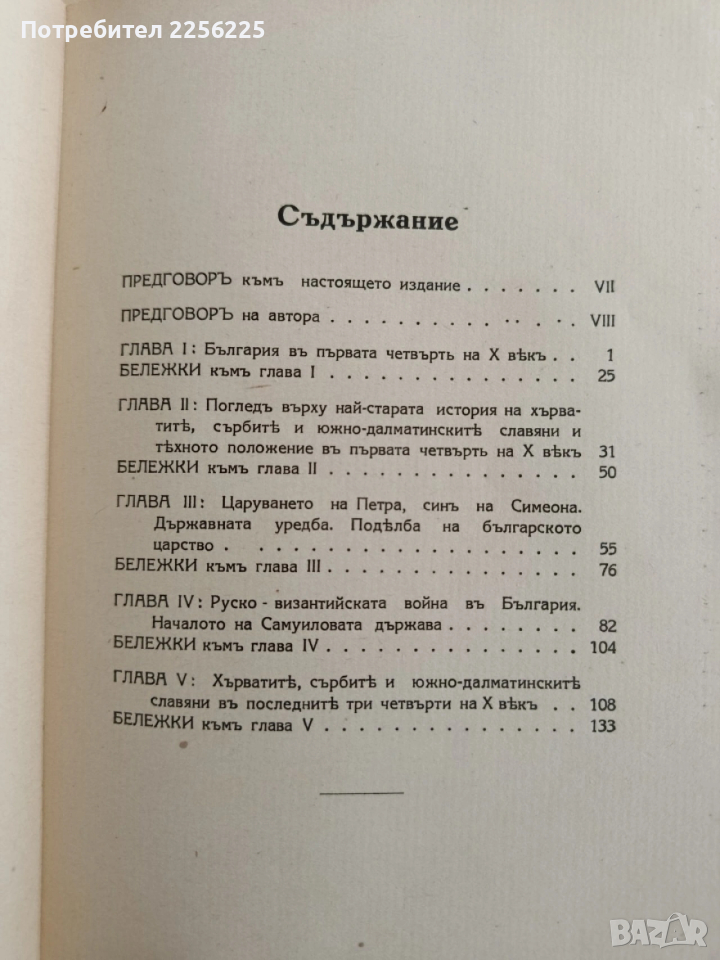 Потребител 2256225
Съдържание
ПРЕДГОВОРЪ къмъ настоящето издание . . . . . . . VII
ПРЕДГОВОРЪ на автора . . . . . . . . . . . . . VIII
ГЛАВА I: България въ първата четвърть на X вѣкъ . . 1
БЕЛЕЖКИ къмъ глава I . . . . . . . . . . . . . . 25
ГЛАВА II: Погледъ върху най-старата история на хърва-
титѣ, сърбитѣ и южно-далматинскитѣ славяни и
тѣхното положение въ първата четвърть на X вѣкъ 31
БЕЛЕЖКИ къмъ глава II . . . . . . . . . . . . . . 50
ГЛАВА III: Царуването на Петра, синъ на Симеона.
Държавната уредба. Подѣлба на българското
царство . . . . . . . . . . . . . . . . . . 55
БЕЛЕЖКИ къмъ глава III . . . . . . . . . . . . . 76
ГЛАВА IV: Руско-византийската война въ България.
Началото на Самуиловата държава . . . . . . . 82
БЕЛЕЖКИ къмъ глава IV . . . . . . . . . . . . . . 104
ГЛАВА V: Хърватитѣ, сърбитѣ и южно-далматинскитѣ
славяни въ последнитѣ три четвърти на X вѣкъ . . 108
БЕЛЕЖКИ къмъ глава V . . . . . . . . . . . . . . 133
BAZAR